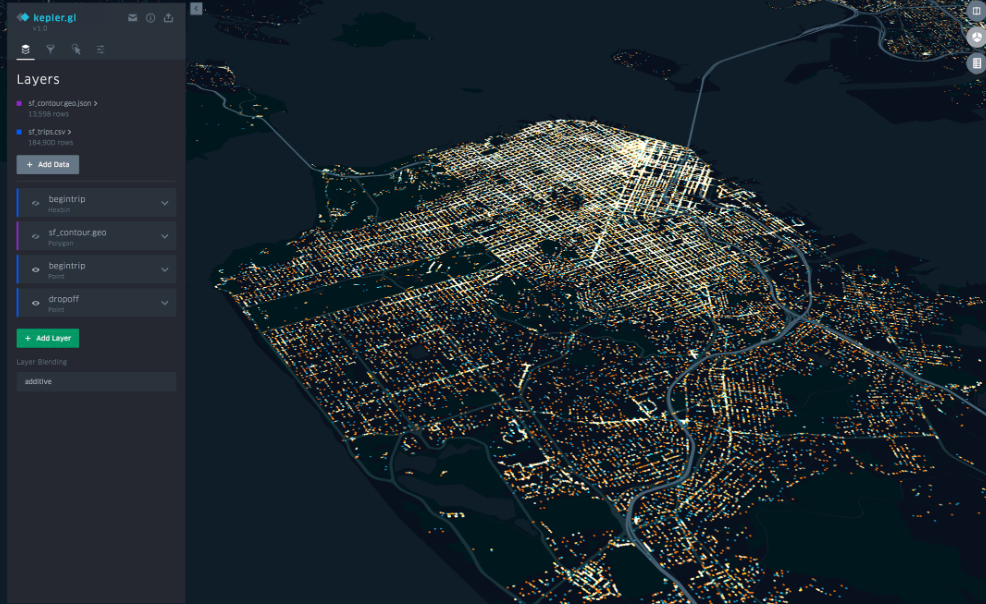 kepler.gl
v1.0
Layers
sf_contour.geo.json >
13,598 rows
sf_trips.csv >
184,900 rows
+ Add Data
begintrip
Hexbin
sf_contour.geo
Polygon
begintrip
Point
dropoff
Point
+ Add Layer
Layer Blending
additive